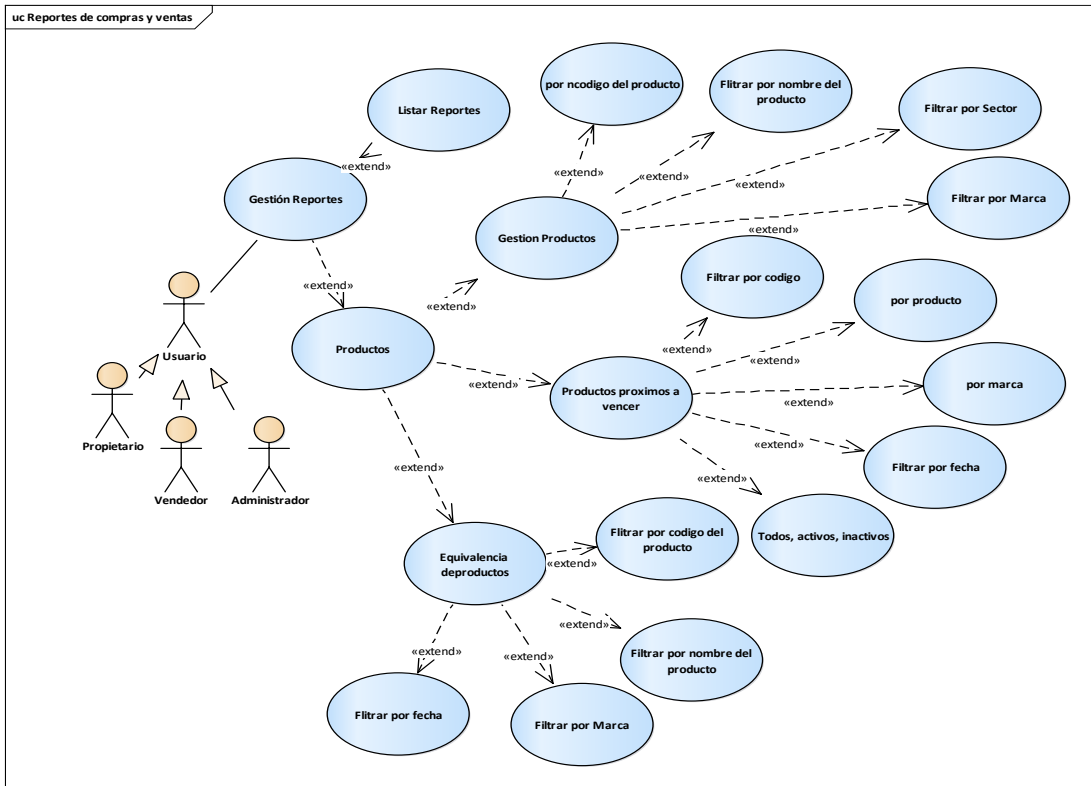 uc Reportes de compras y ventas
Listar Reportes
por ncodigo del producto
Flitrar por nombre del
producto
Filtrar por Sector
«extend»
«extend»
«extend»
«extend»
Gestión Reportes
Filtrar por Marca
Gestion Productos
«extend»
«extend»
Filtrar por codigo
«extend»
por producto
«extend»
Usuario
Productos
«extend»
«extend»
«extend»
Productos proximos a
vencer
por marca
«extend»
Propietario
Vendedor
Administrador
«extend»
«extend»
Filtrar por fecha
«extend»
Flitrar por codigo del
producto
Todos, activos, inactivos
Equivalencia
deproductos
«extend»
«extend»
Filtrar por nombre del
producto
«extend»
«extend»
Flitrar por fecha
Filtrar por Marca